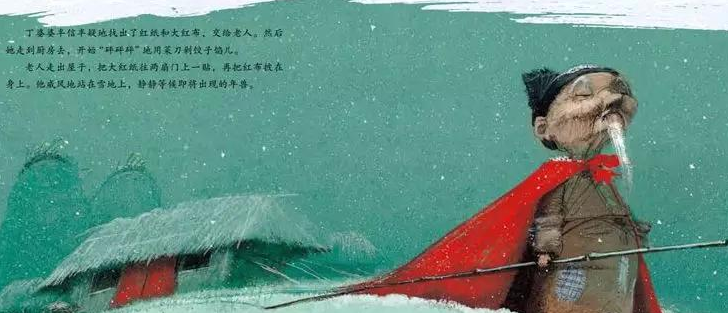 丁婆婆半信半疑地找出了红纸和大红布，交给老人。然后
她走到厨房去，开始“砰砰砰”地用菜刀剁饺子馅儿。
老人走出屋子，把大红纸往两扇门上一贴，再把红布披在
身上。他威风地站在雪地上，静静等候即将出现的年兽。